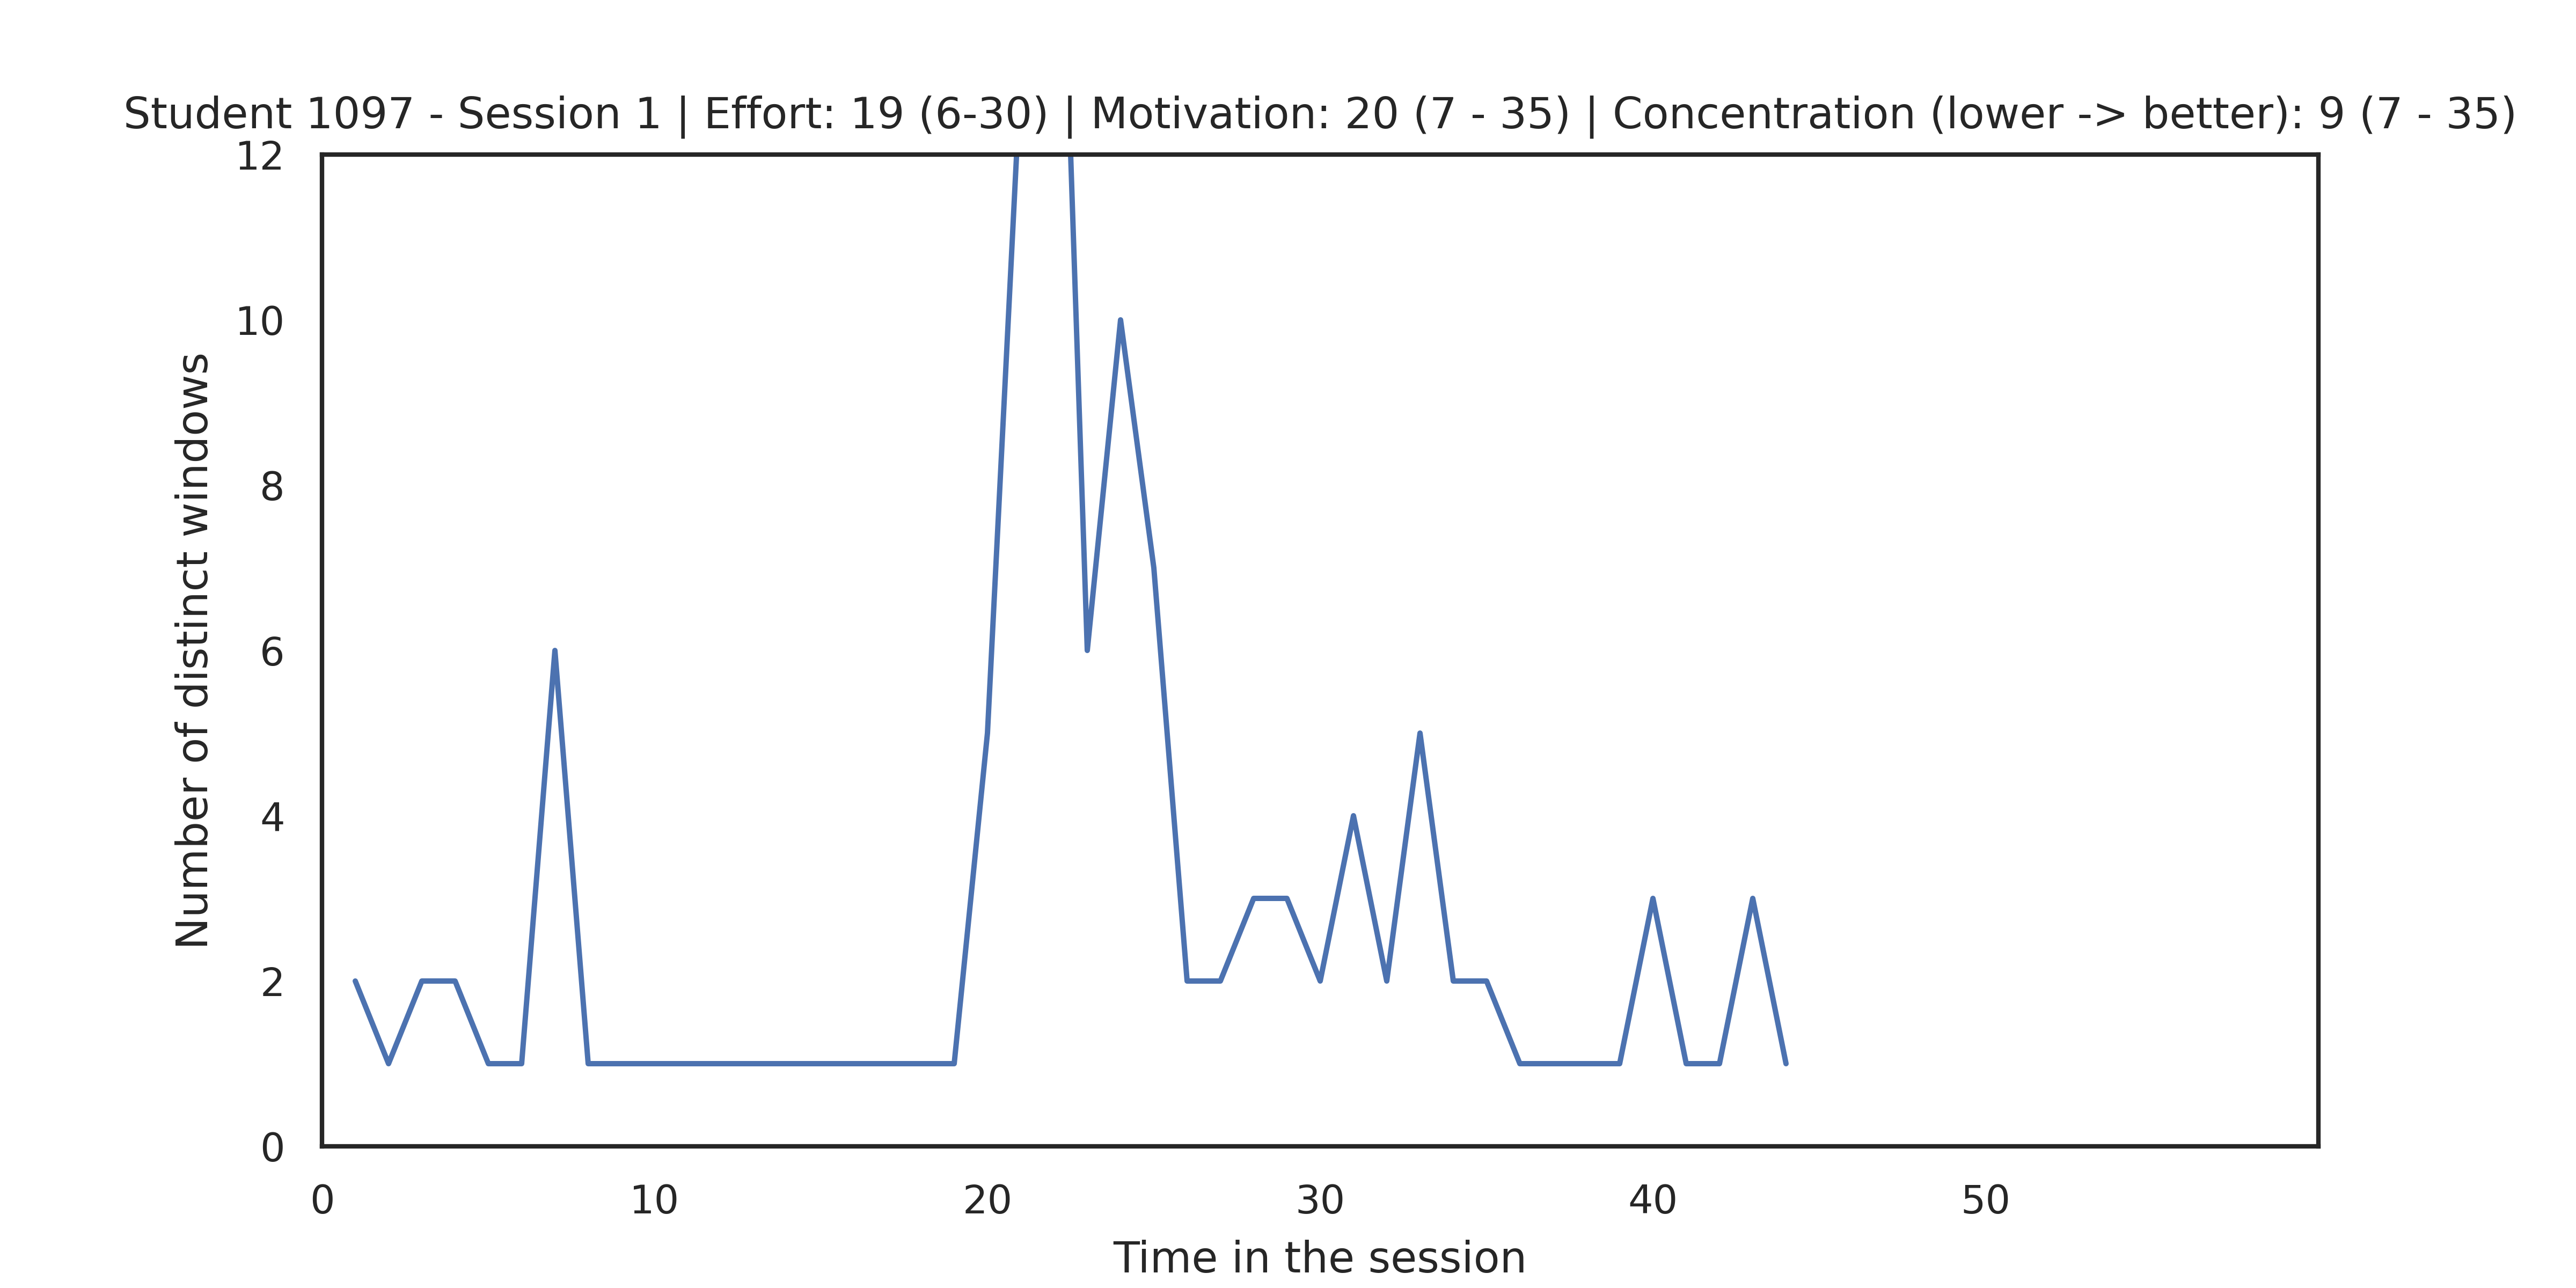 Student 1097 - Session 1 | Effort: 19 (6-30) | Motivation: 20 (7 - 35) | Concentration (lower -> better): 9 (7 - 35)
12
10
8
6
4
2
0
Number of distinct windows
0 10 20 30 40 50
Time in the session